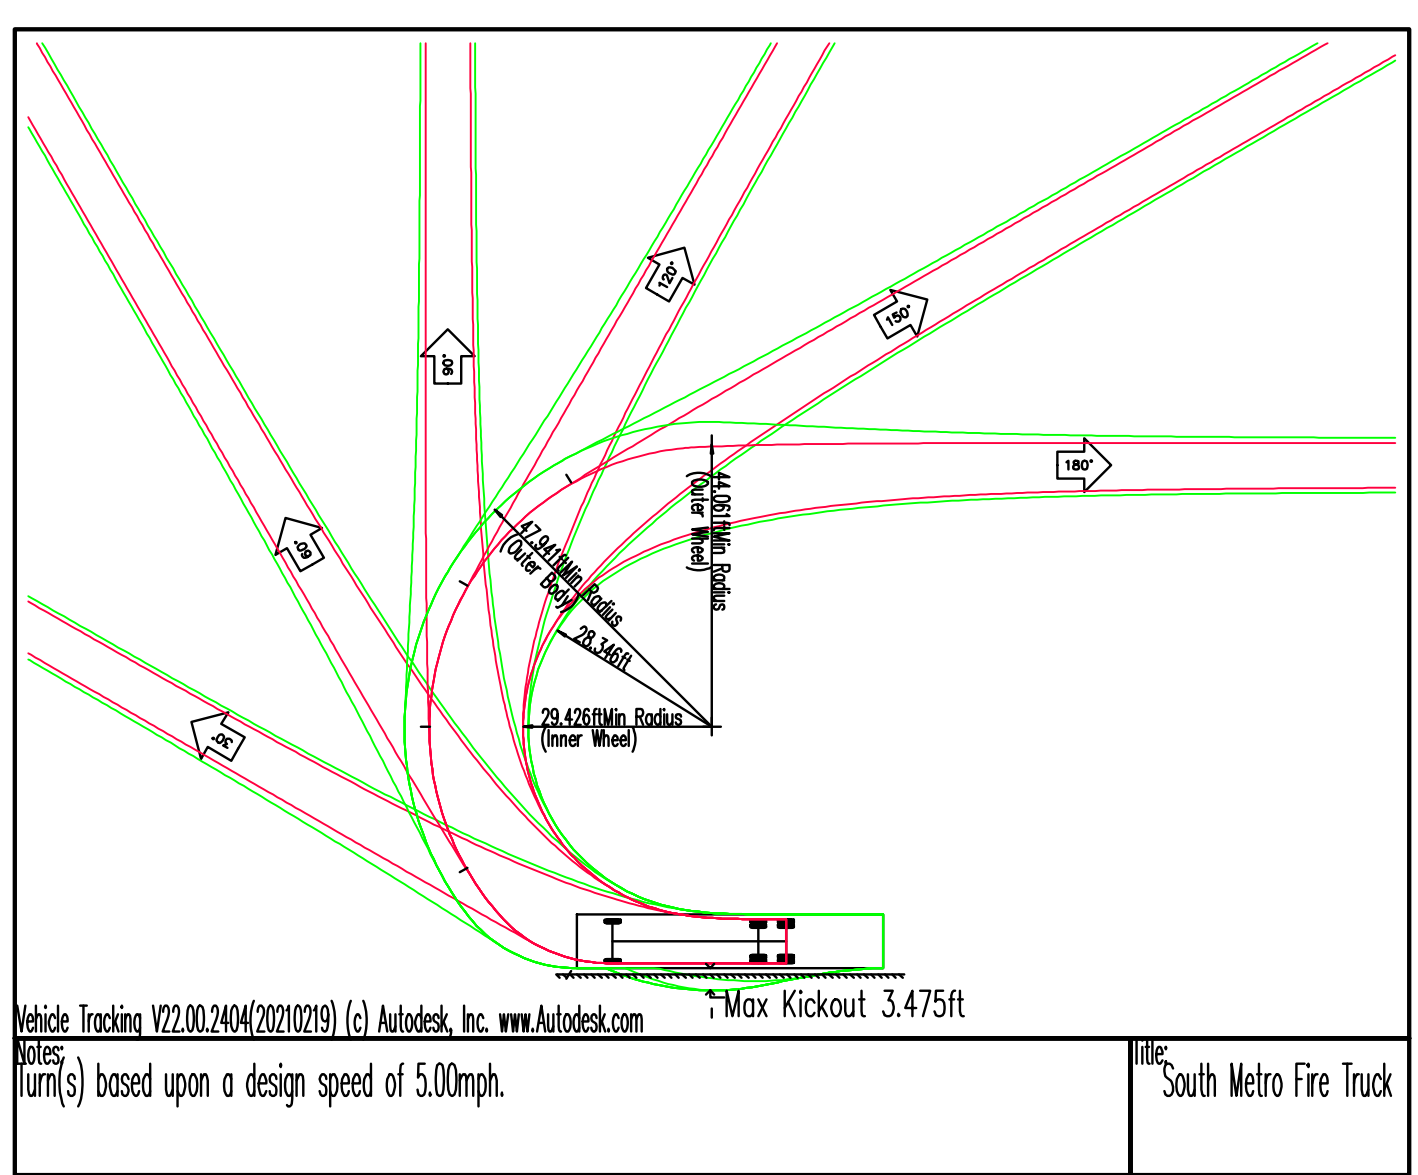 120°
150°
90°
180°
44.061ftMin Radius
(Outer Wheel)
47.941ftMin Radius
(Outer Body)
60°
28.346ft
29.426ftMin Radius
(Inner Wheel)
30°
Max Kickout 3.475ft
Vehicle Tracking V22.00.2404(20210219) (c) Autodesk, Inc. www.Autodesk.com
Notes:
Turn(s) based upon a design speed of 5.00mph.
Title:
South Metro Fire Truck